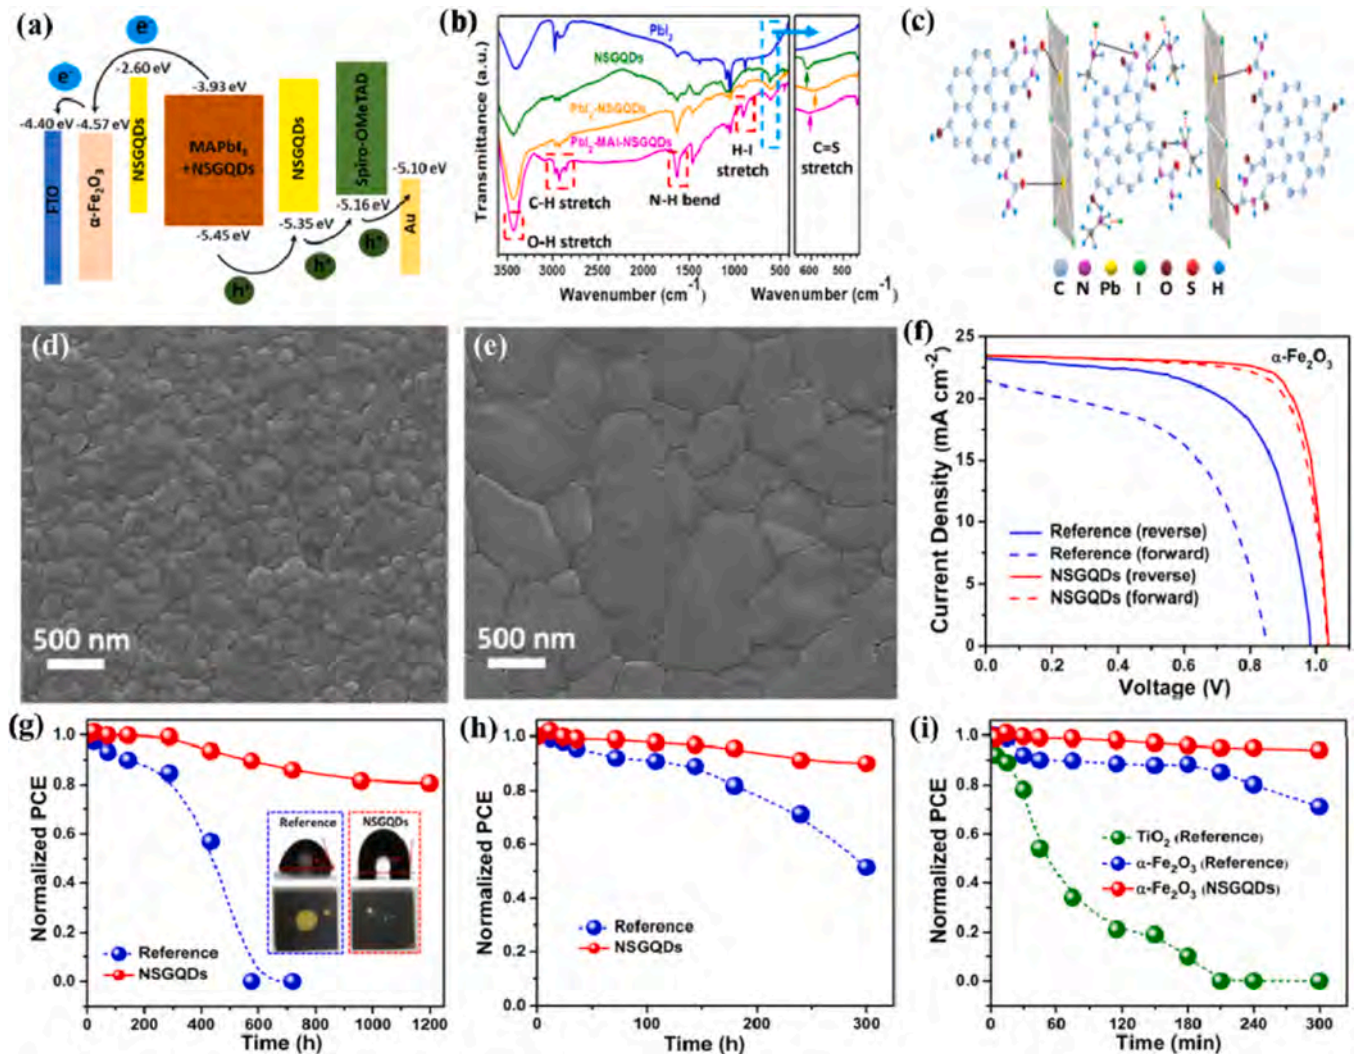 (a)
e⁻
e⁻
-2.60 eV
-3.93 eV
-4.40 eV
-4.57 eV
FTO
α-Fe₂O₃
NSGQDs
MAPbI₃
+NSGQDs
NSGQDs
Spiro-OMeTAD
Au
-5.10 eV
-5.16 eV
-5.35 eV
-5.45 eV
h⁺
h⁺
h⁺
(b)
Transmittance (a.u.)
PbI₂
NSGQDs
PbI₂-NSGQDs
PbI₂-MAI-NSGQDs
H-I
stretch
C=S
stretch
C-H stretch
N-H bend
O-H stretch
3500 3000 2500 2000 1500 1000 500
600 500
Wavenumber (cm⁻¹)
Wavenumber (cm⁻¹)
(c)
C N Pb I O S H
(d)
500 nm
(e)
500 nm
(f)
α-Fe₂O₃
Current Density (mA cm⁻²)
25
20
15
10
5
0
Reference (reverse)
Reference (forward)
NSGQDs (reverse)
NSGQDs (forward)
0.0 0.2 0.4 0.6 0.8 1.0
Voltage (V)
(g)
Normalized PCE
1.0
0.8
0.6
0.4
0.2
0.0
Reference
NSGQDs
Reference
NSGQDs
0 200 400 600 800 1000 1200
Time (h)
(h)
Normalized PCE
1.0
0.8
0.6
0.4
0.2
0.0
Reference
NSGQDs
0 60 120 180 240 300
Time (h)
(i)
Normalized PCE
1.0
0.8
0.6
0.4
0.2
0.0
TiO₂ (Reference)
α-Fe₂O₃ (Reference)
α-Fe₂O₃ (NSGQDs)
0 60 120 180 240 300
Time (min)